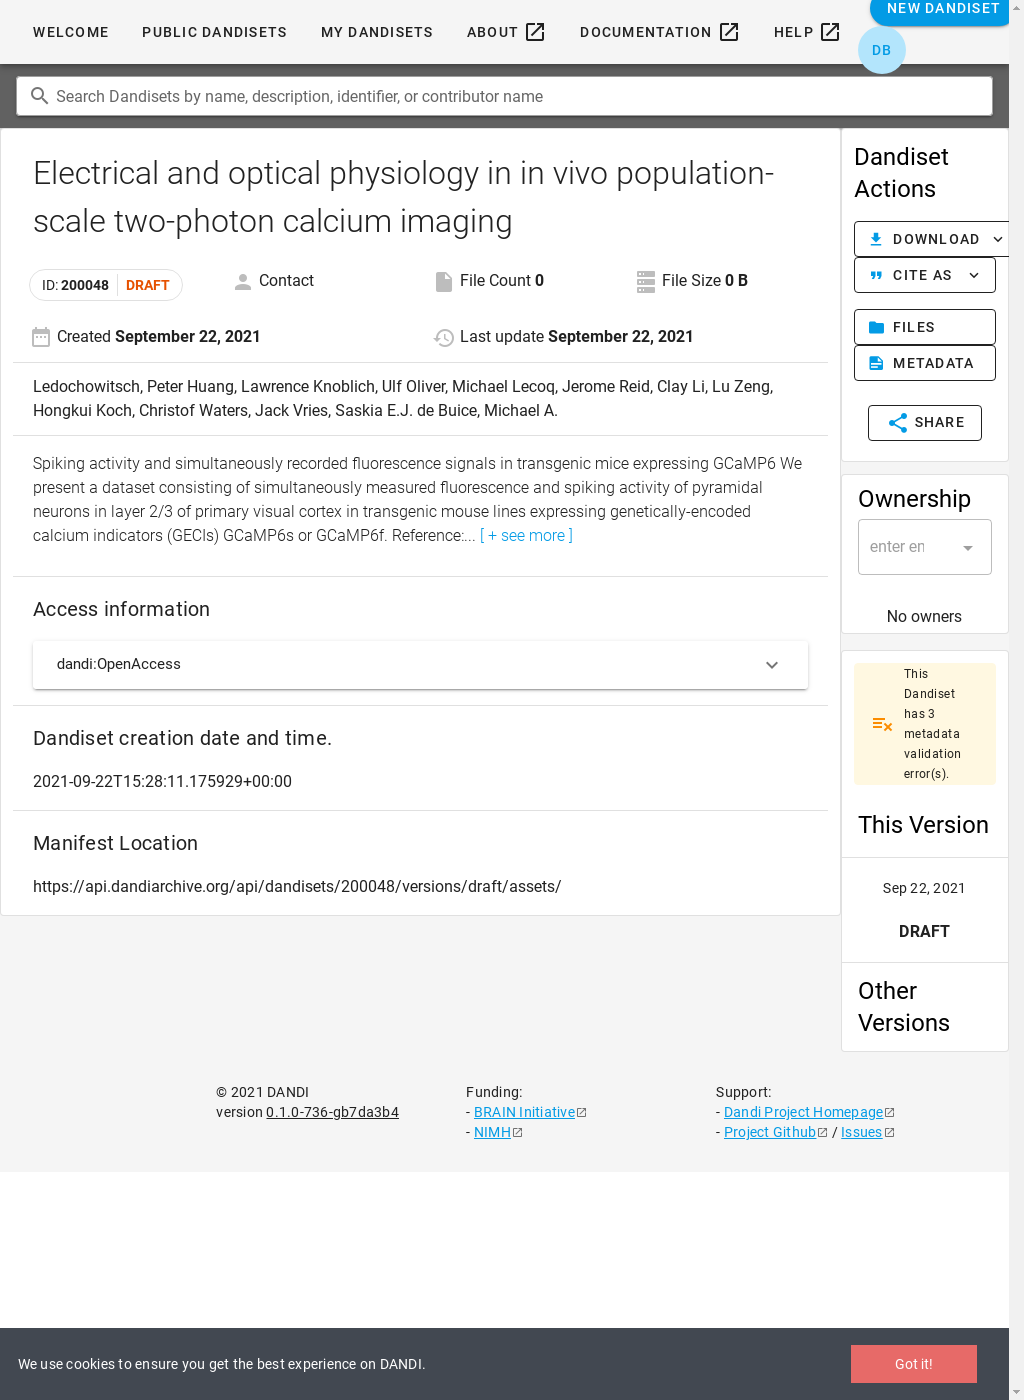 WELCOME PUBLIC DANDISETS MY DANDISETS ABOUT DOCUMENTATION HELP NEW DANDISET
DB
Search Dandisets by name, description, identifier, or contributor name
Electrical and optical physiology in in vivo population-
scale two-photon calcium imaging
ID: 200048 DRAFT Contact File Count 0 File Size 0 B
Created September 22, 2021 Last update September 22, 2021
Ledochowitsch, Peter Huang, Lawrence Knoblich, Ulf Oliver, Michael Lecoq, Jerome Reid, Clay Li, Lu Zeng,
Hongkui Koch, Christof Waters, Jack Vries, Saskia E.J. de Buice, Michael A.
Spiking activity and simultaneously recorded fluorescence signals in transgenic mice expressing GCaMP6 We
present a dataset consisting of simultaneously measured fluorescence and spiking activity of pyramidal
neurons in layer 2/3 of primary visual cortex in transgenic mouse lines expressing genetically-encoded
calcium indicators (GECIs) GCaMP6s or GCaMP6f. Reference:... [ + see more ]
Access information
dandi:OpenAccess
Dandiset creation date and time.
2021-09-22T15:28:11.175929+00:00
Manifest Location
https://api.dandiarchive.org/api/dandisets/200048/versions/draft/assets/
Dandiset
Actions
DOWNLOAD
CITE AS
FILES
METADATA
SHARE
Ownership
enter en
No owners
This
Dandiset
has 3
metadata
validation
error(s).
This Version
Sep 22, 2021
DRAFT
Other
Versions
© 2021 DANDI
version 0.1.0-736-gb7da3b4
Funding:
- BRAIN Initiative
- NIMH
Support:
- Dandi Project Homepage
- Project Github / Issues
We use cookies to ensure you get the best experience on DANDI.
Got it!